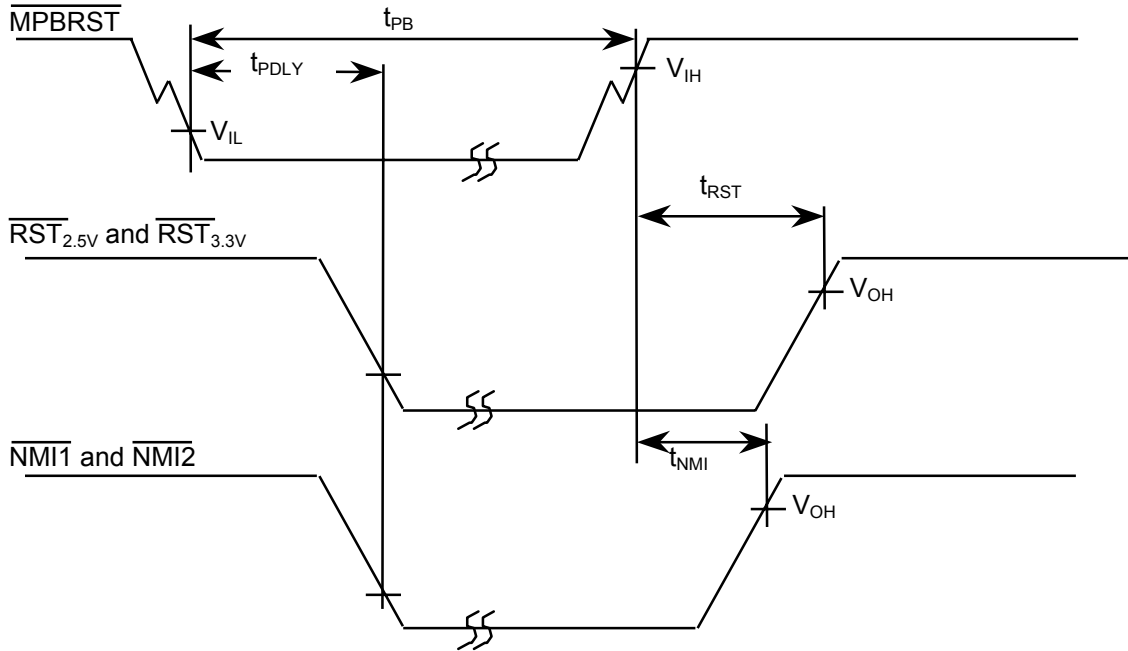 MPBRST
tPB
tPDLY
VIH
VIL
tRST
RST2.5V and RST3.3V
VOH
NMI1 and NMI2
tNMI
VOH